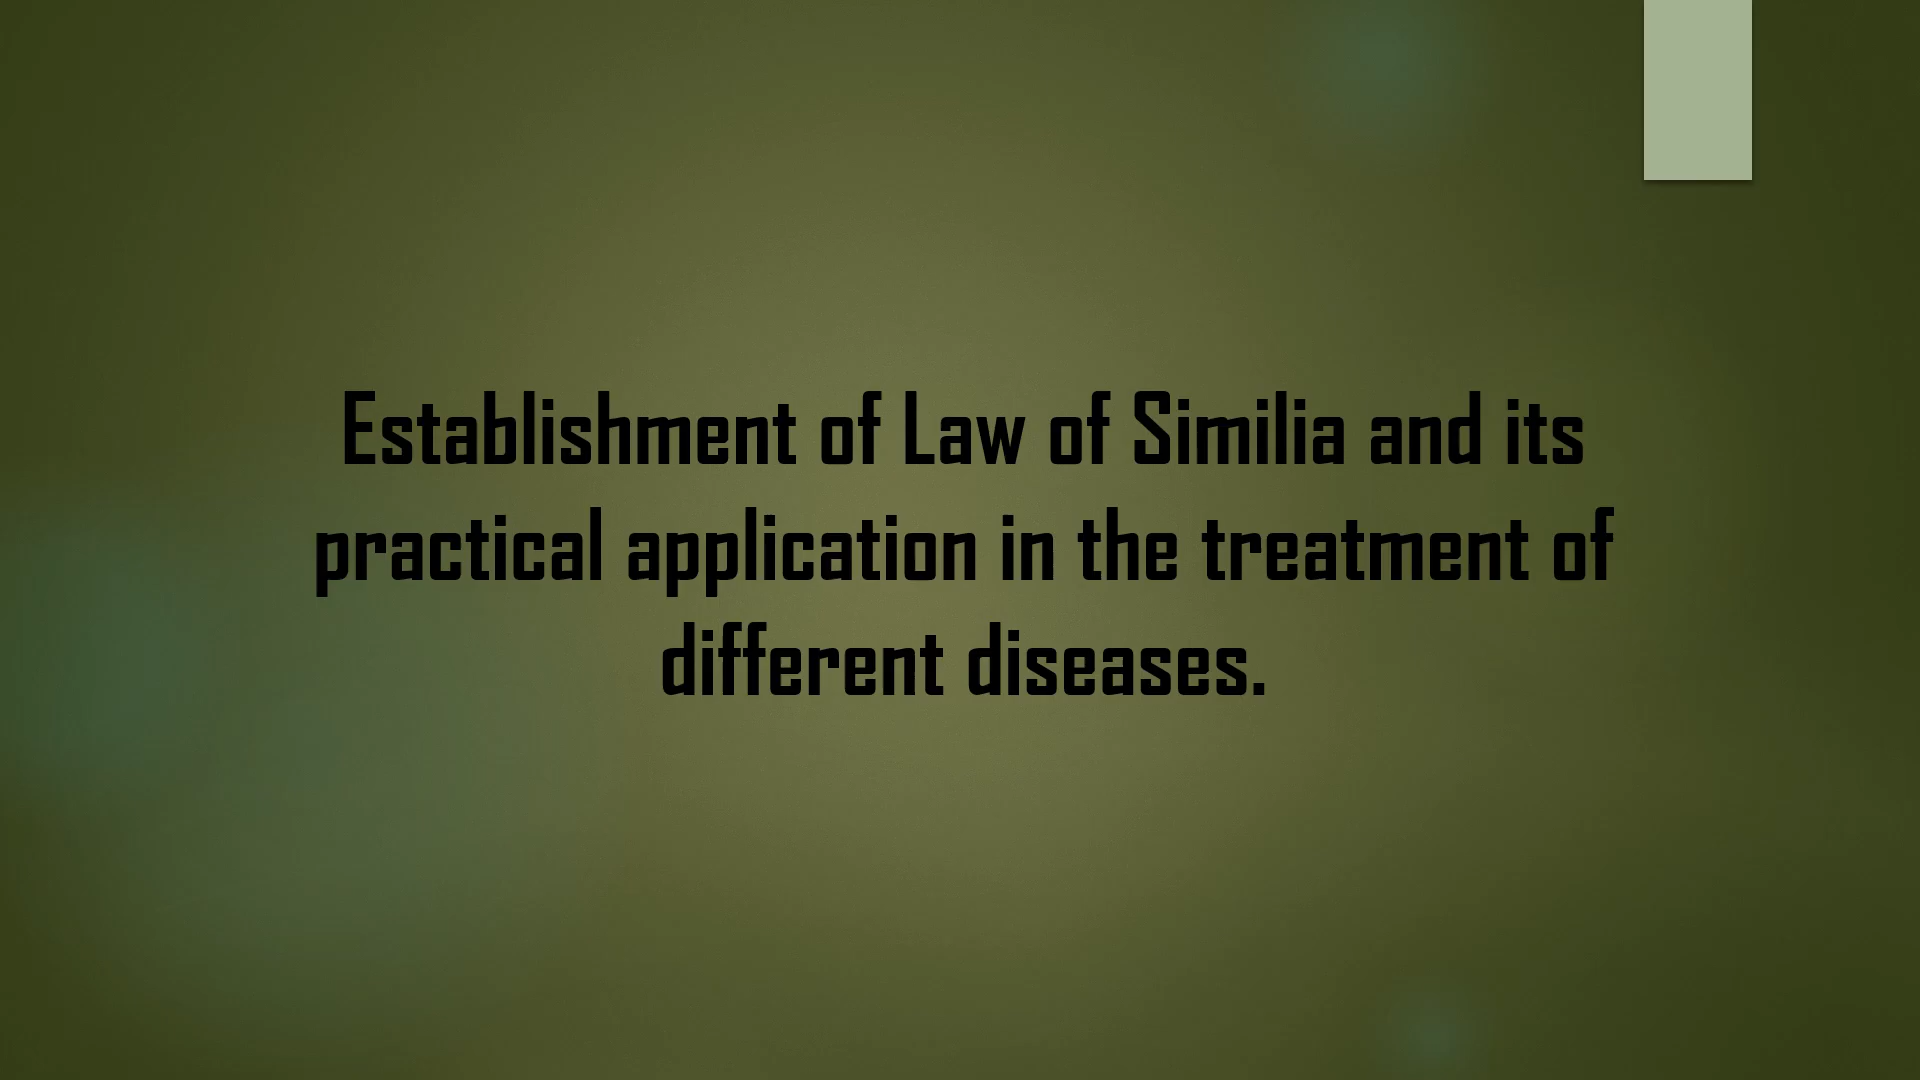 Establishment of Law of Similia and its
practical application in the treatment of
different diseases.